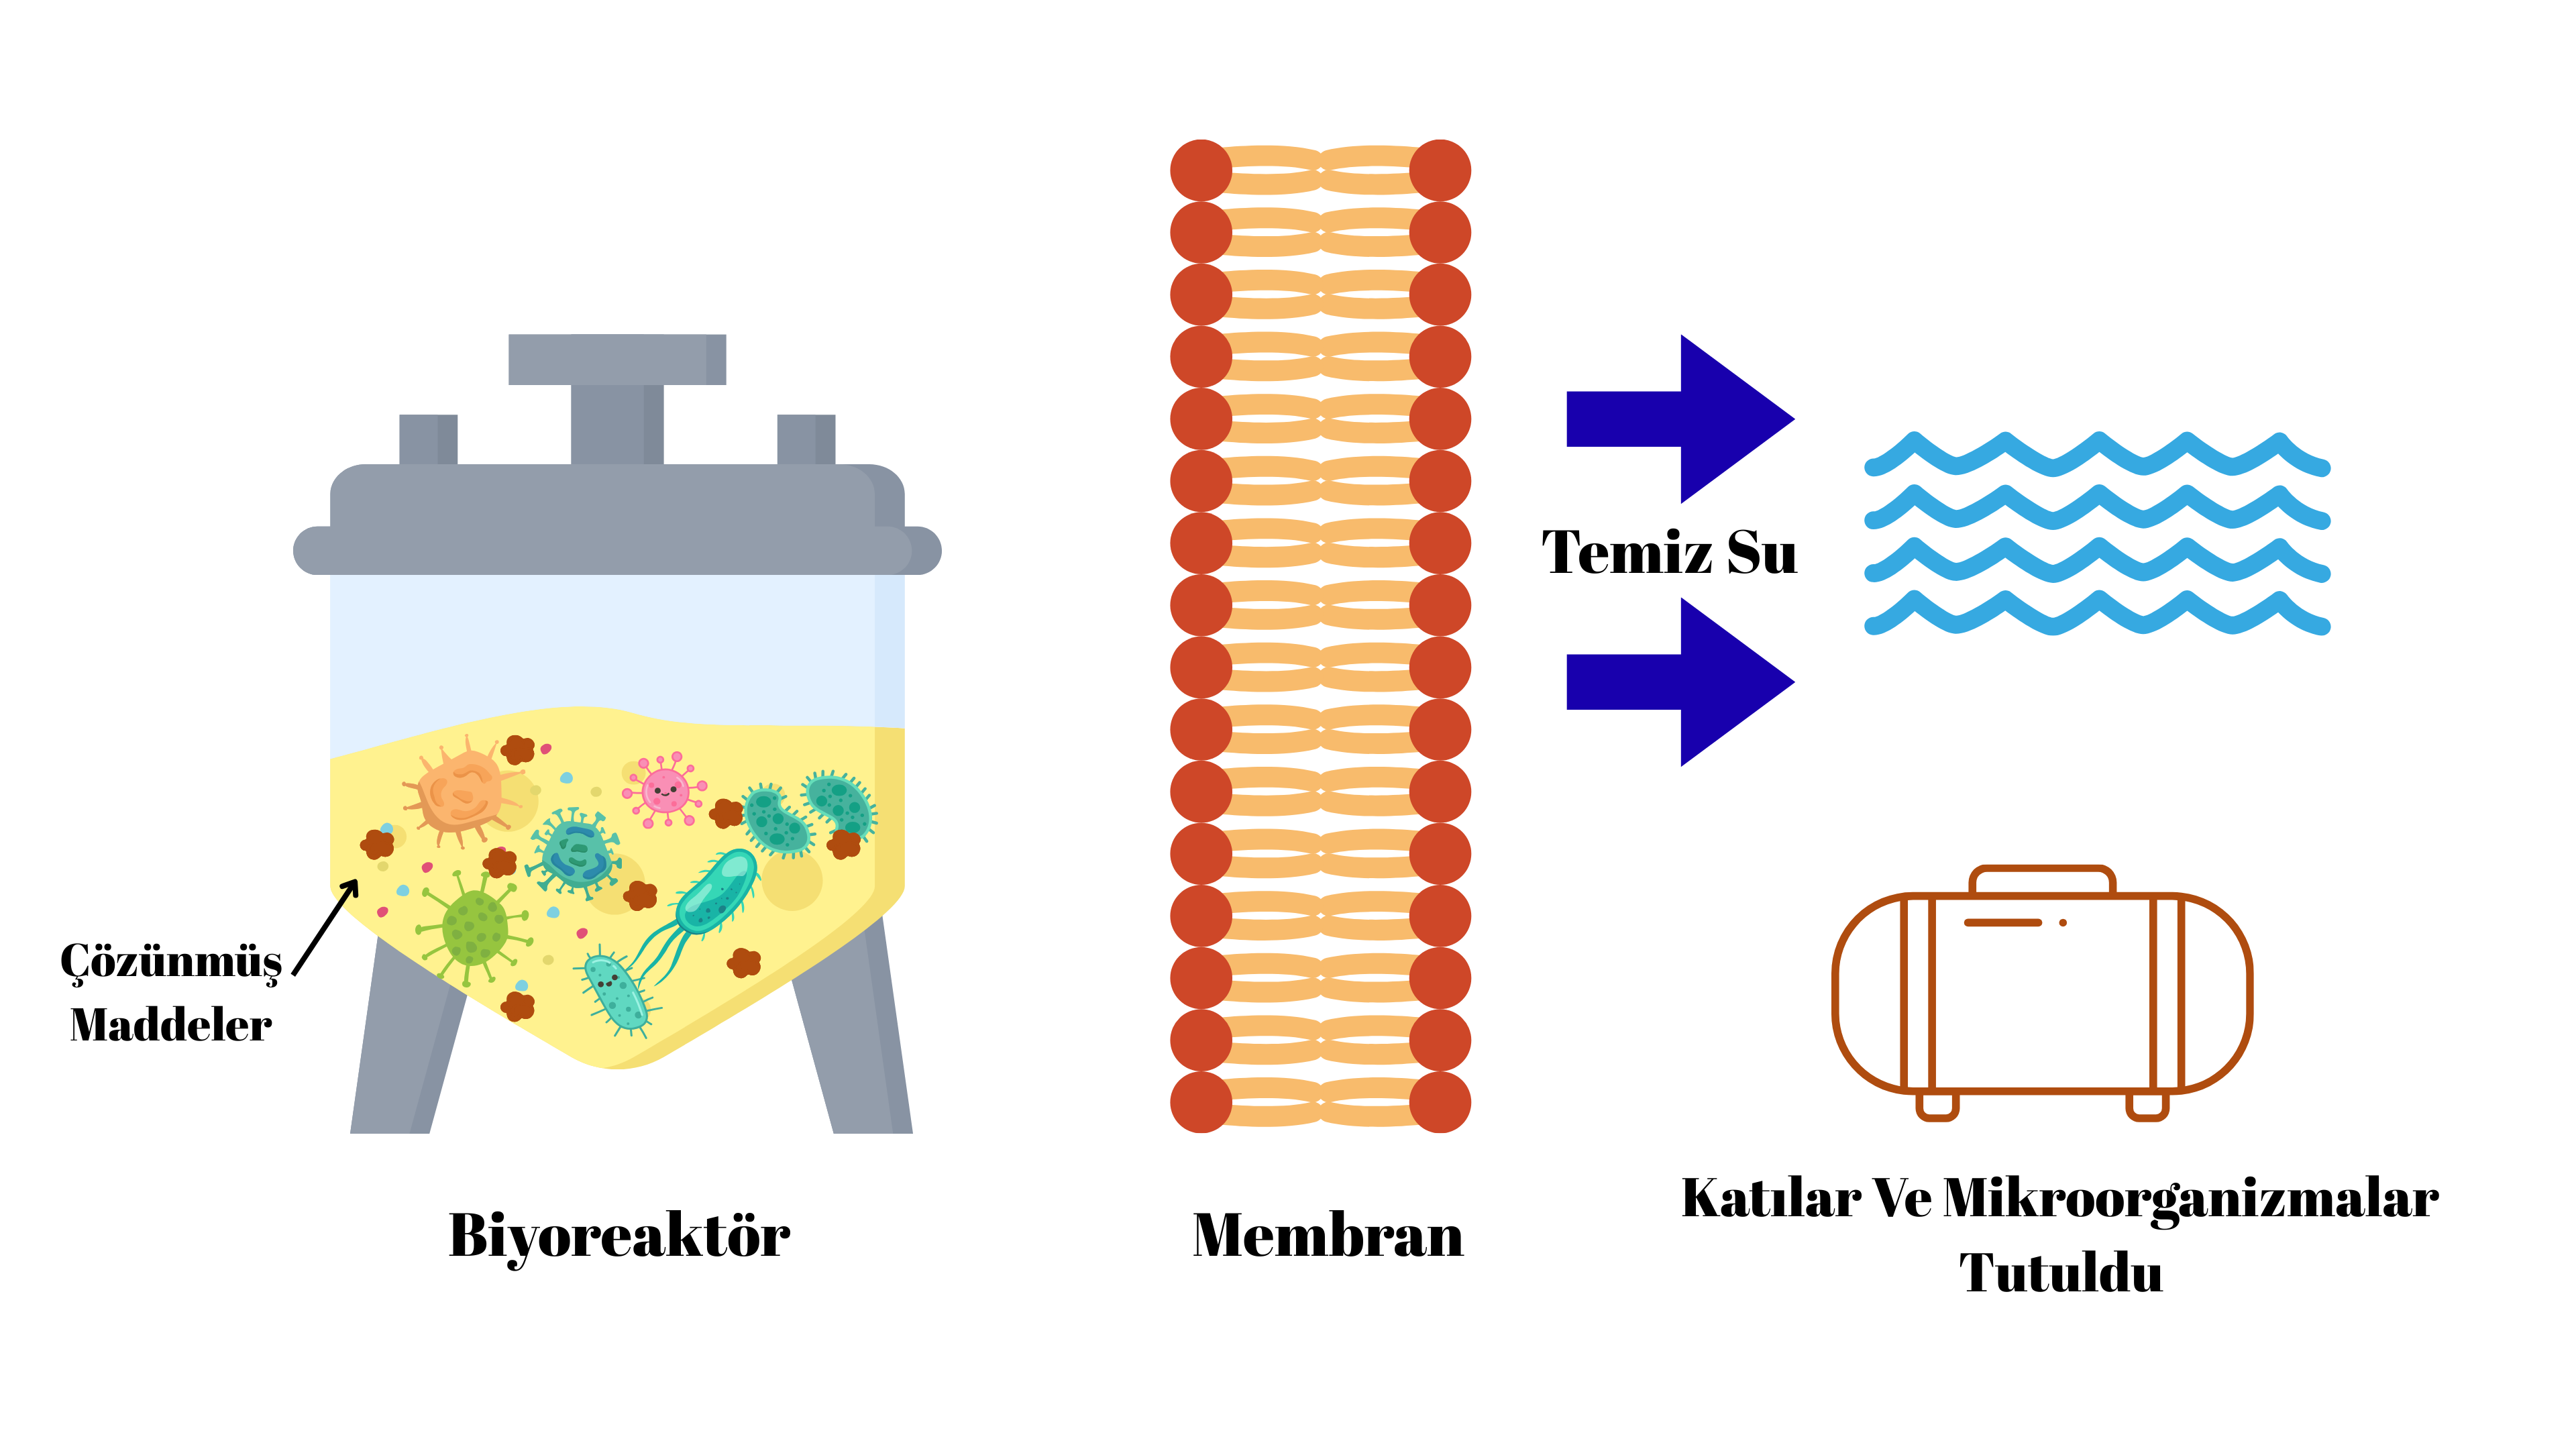 Temiz Su
Çözünmüş
Maddeler
Biyoreaktör
Membran
Katılar Ve Mikroorganizmalar
Tutuldu